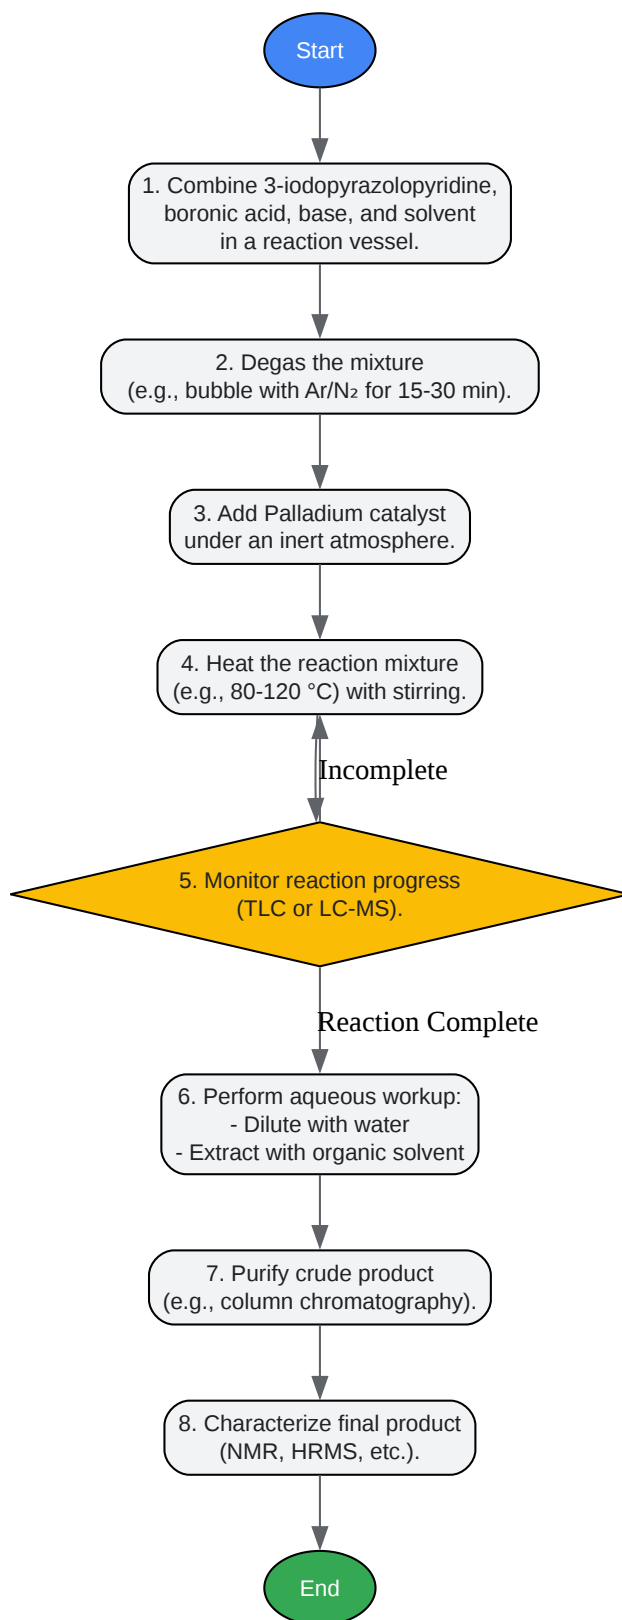 Start
1. Combine 3-iodopyrazolopyridine,
boronic acid, base, and solvent
in a reaction vessel.
2. Degas the mixture
(e.g., bubble with Ar/N₂ for 15-30 min).
3. Add Palladium catalyst
under an inert atmosphere.
4. Heat the reaction mixture
(e.g., 80-120 °C) with stirring.
Incomplete
5. Monitor reaction progress
(TLC or LC-MS).
Reaction Complete
6. Perform aqueous workup:
- Dilute with water
- Extract with organic solvent
7. Purify crude product
(e.g., column chromatography).
8. Characterize final product
(NMR, HRMS, etc.).
End